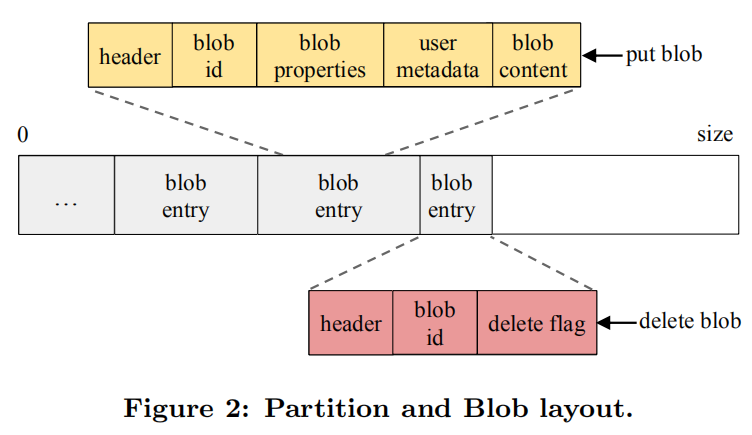 header
blob
id
blob
properties
user
metadata
blob
content
put blob
0
size
...
blob
entry
blob
entry
blob
entry
header
blob
id
delete flag
delete blob
Figure 2: Partition and Blob layout.